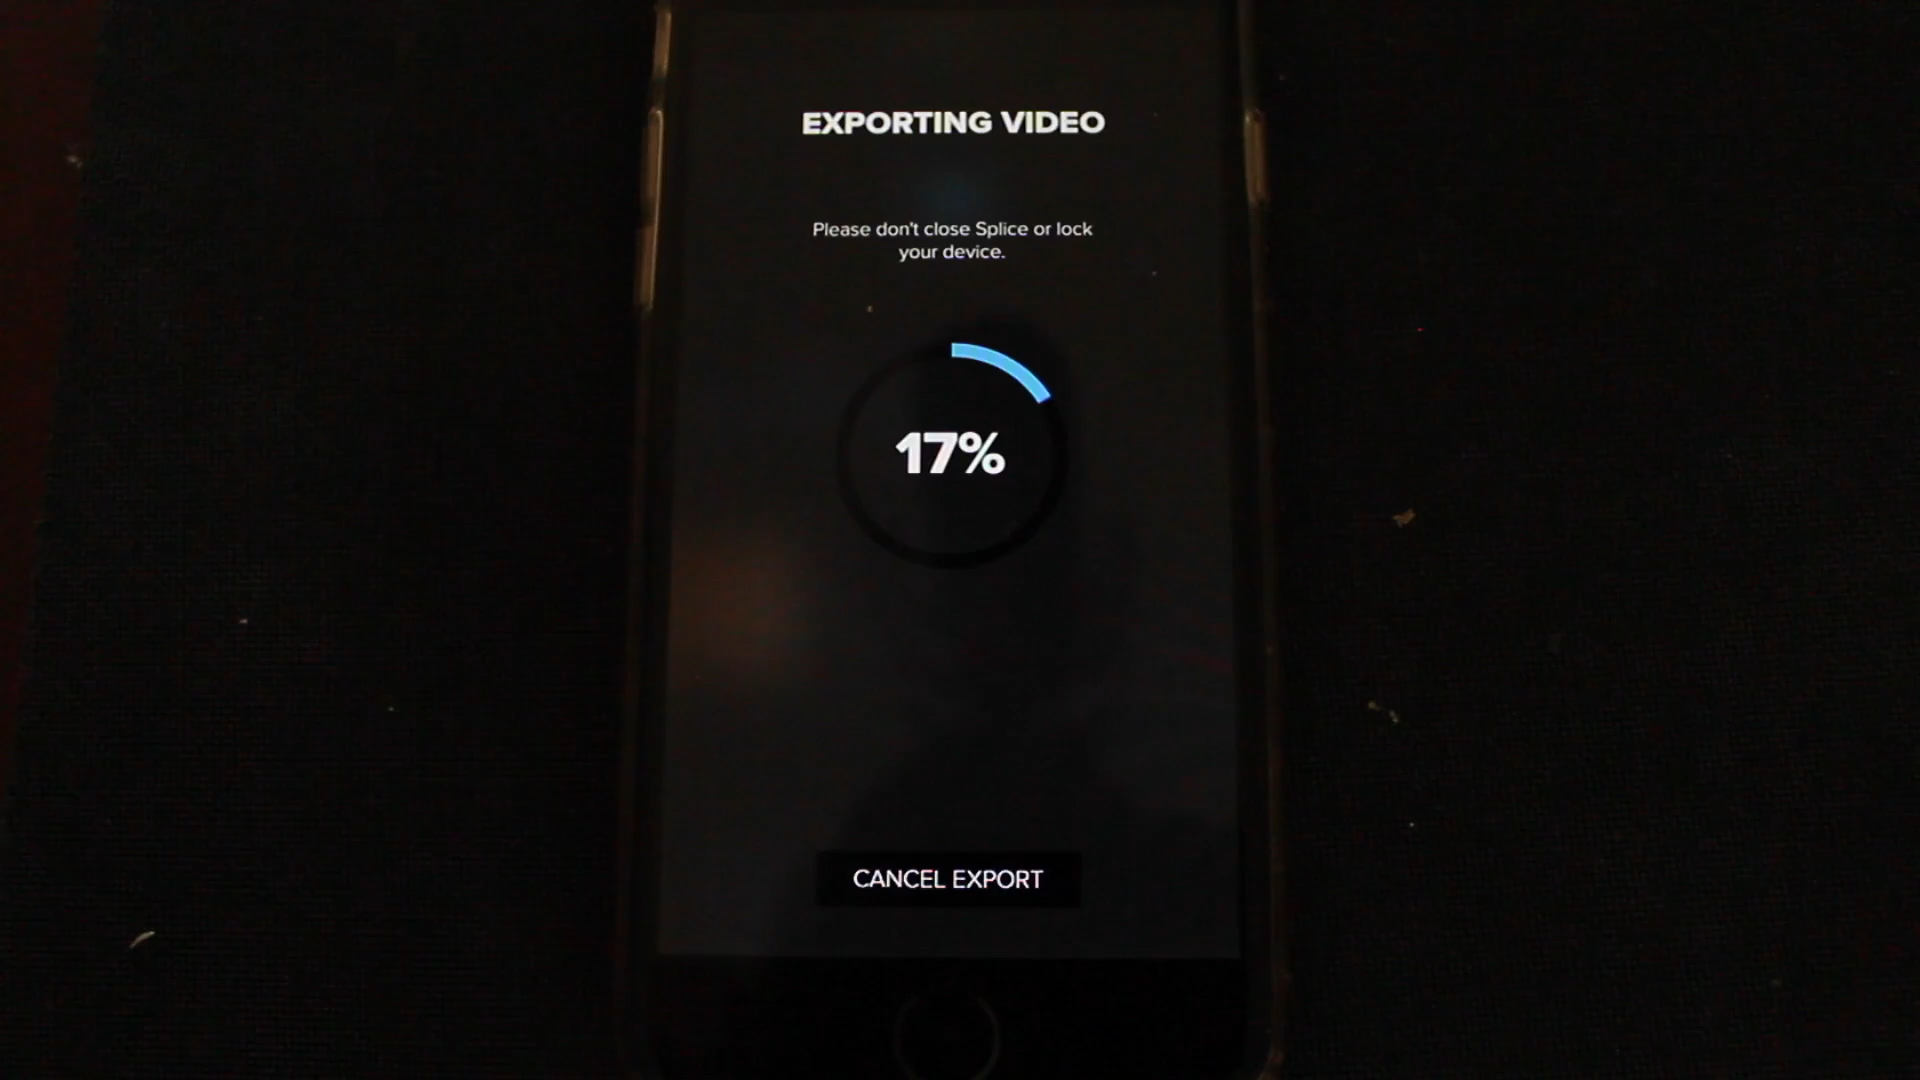 EXPORTING VIDEO
Please don't close Splice or lock
your device.
17%
CANCEL EXPORT